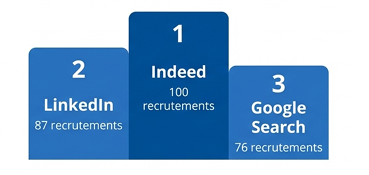 1
Indeed
100
recrutements
2
LinkedIn
87 recrutements
3
Google
Search
76 recrutements